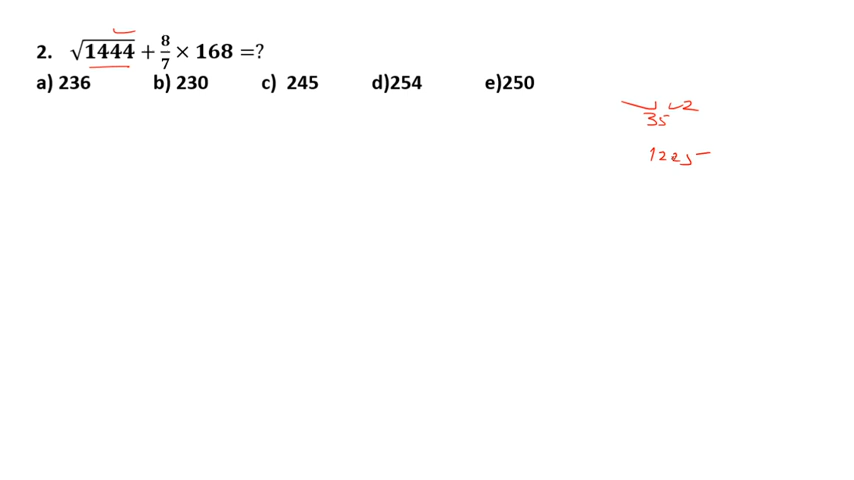 2. √1444 + 8/7 × 168 =?
a) 236 b) 230 c) 245 d)254 e)250
35
1225